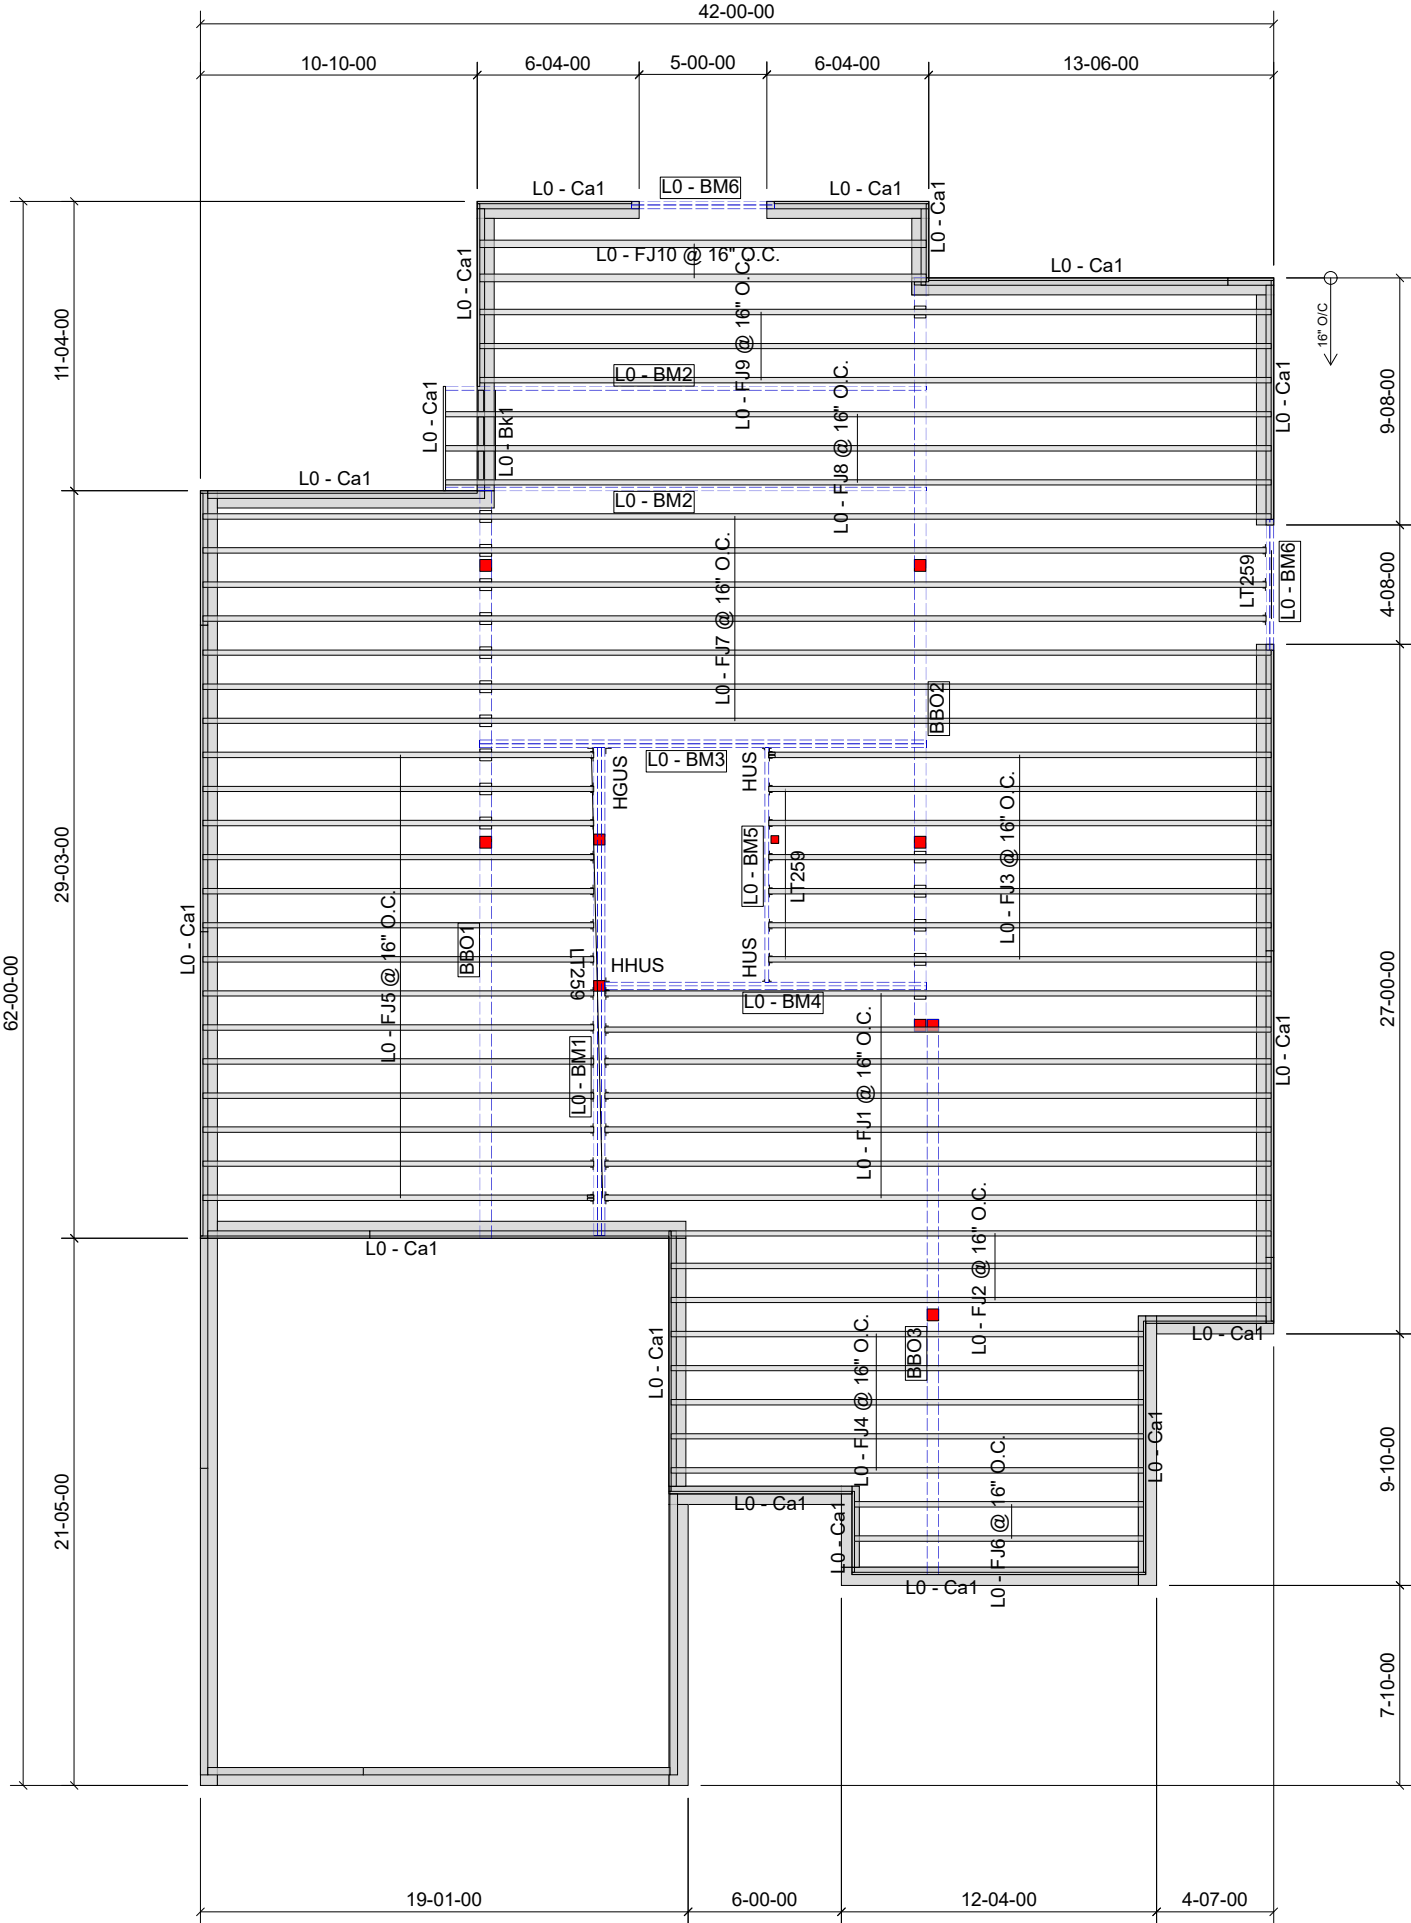 42-00-00
10-10-00
6-04-00
5-00-00
6-04-00
13-06-00
L0 - Ca1
L0 - BM6
L0 - Ca1
L0 - Ca1
L0 - Ca1
L0 - FJ10 @ 16" O.C.
L0 - Ca1
16" O/C
11-04-00
L0 - FJ9 @ 16" O.C.
L0 - BM2
L0 - Ca1
L0 - Bk1
L0 - FJ8 @ 16" O.C.
L0 - Ca1
9-08-00
L0 - Ca1
L0 - BM2
L0 - FJ7 @ 16" O.C.
LT259
L0 - BM6
4-08-00
BBO2
L0 - BM3
HGUS
HUS
L0 - BM5
LT259
L0 - FJ3 @ 16" O.C.
29-03-00
L0 - Ca1
L0 - FJ5 @ 16" O.C.
BBO1
LT259
HHUS
HUS
L0 - BM4
62-00-00
27-00-00
L0 - BM1
L0 - FJ1 @ 16" O.C.
L0 - Ca1
L0 - Ca1
L0 - FJ2 @ 16" O.C.
L0 - Ca1
BBO3
L0 - Ca1
L0 - FJ4 @ 16" O.C.
L0 - Ca1
9-10-00
21-05-00
L0 - Ca1
L0 - Ca1
L0 - FJ6 @ 16" O.C.
L0 - Ca1
7-10-00
19-01-00
6-00-00
12-04-00
4-07-00